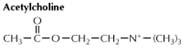 Acetylcholine
O
CH₃—C—O—CH₂—CH₂—N⁺—(CH₃)₃